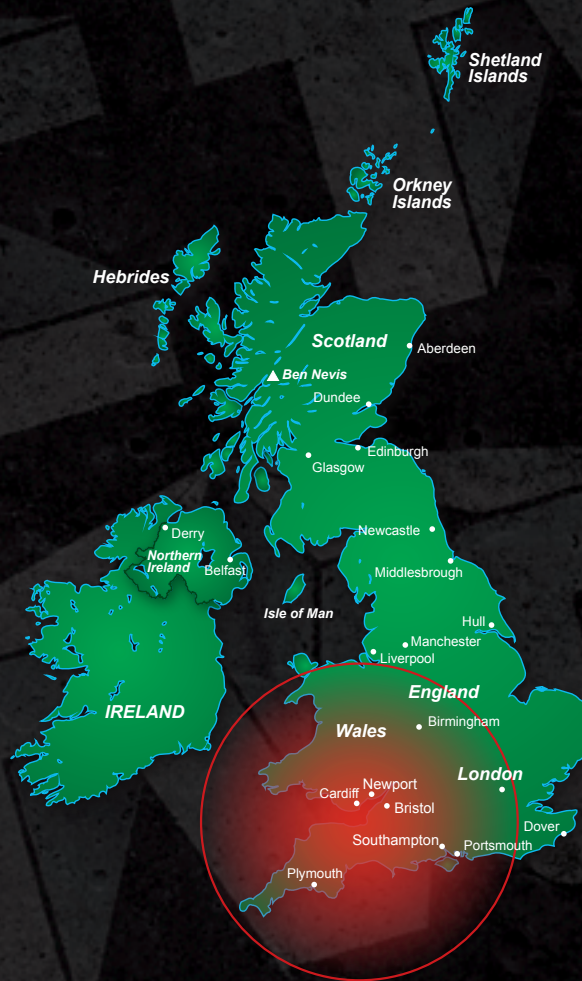 Shetland
Islands
Orkney
Islands
Hebrides
Scotland
Aberdeen
Ben Nevis
Dundee
Edinburgh
Glasgow
Newcastle
Derry
Northern
Ireland
Belfast
Middlesbrough
Isle of Man
Hull
Manchester
Liverpool
England
IRELAND
Wales
Birmingham
London
Newport
Cardiff
Bristol
Dover
Southampton
Portsmouth
Plymouth